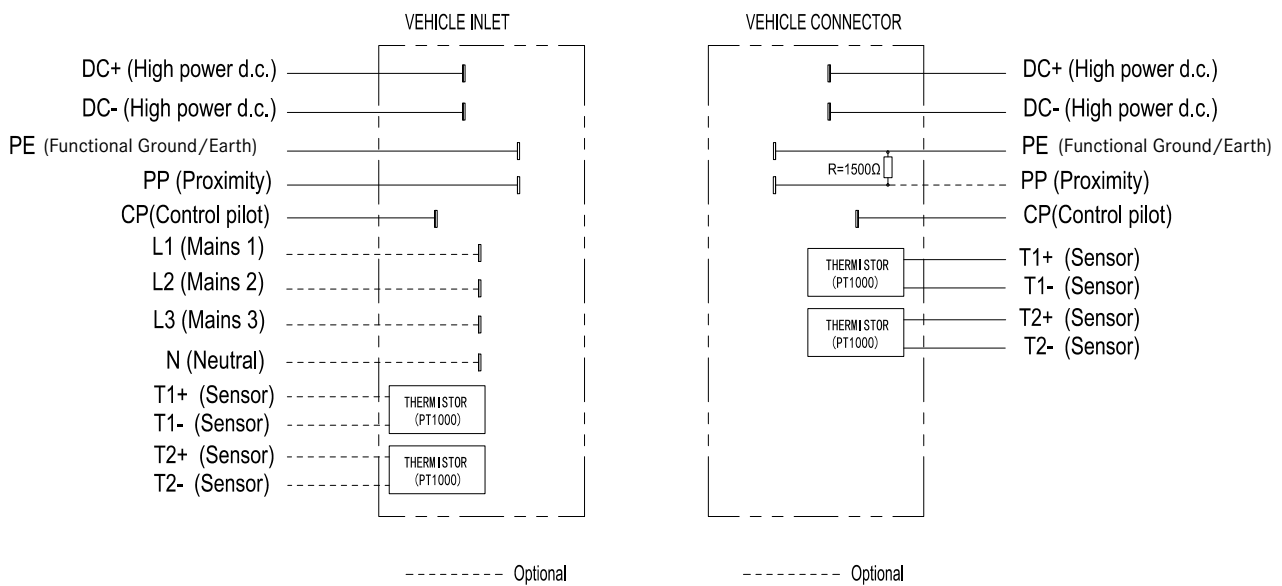 VEHICLE INLET
DC+ (High power d.c.)
DC- (High power d.c.)
PE (Functional Ground/Earth)
PP (Proximity)
CP(Control pilot)
L1 (Mains 1)
L2 (Mains 2)
L3 (Mains 3)
N (Neutral)
T1+ (Sensor)
T1- (Sensor)
T2+ (Sensor)
T2- (Sensor)
THERMISTOR
(PT1000)
THERMISTOR
(PT1000)
Optional
VEHICLE CONNECTOR
DC+ (High power d.c.)
DC- (High power d.c.)
PE (Functional Ground/Earth)
R=1500Ω
PP (Proximity)
CP(Control pilot)
THERMISTOR
(PT1000)
T1+ (Sensor)
T1- (Sensor)
THERMISTOR
(PT1000)
T2+ (Sensor)
T2- (Sensor)
Optional